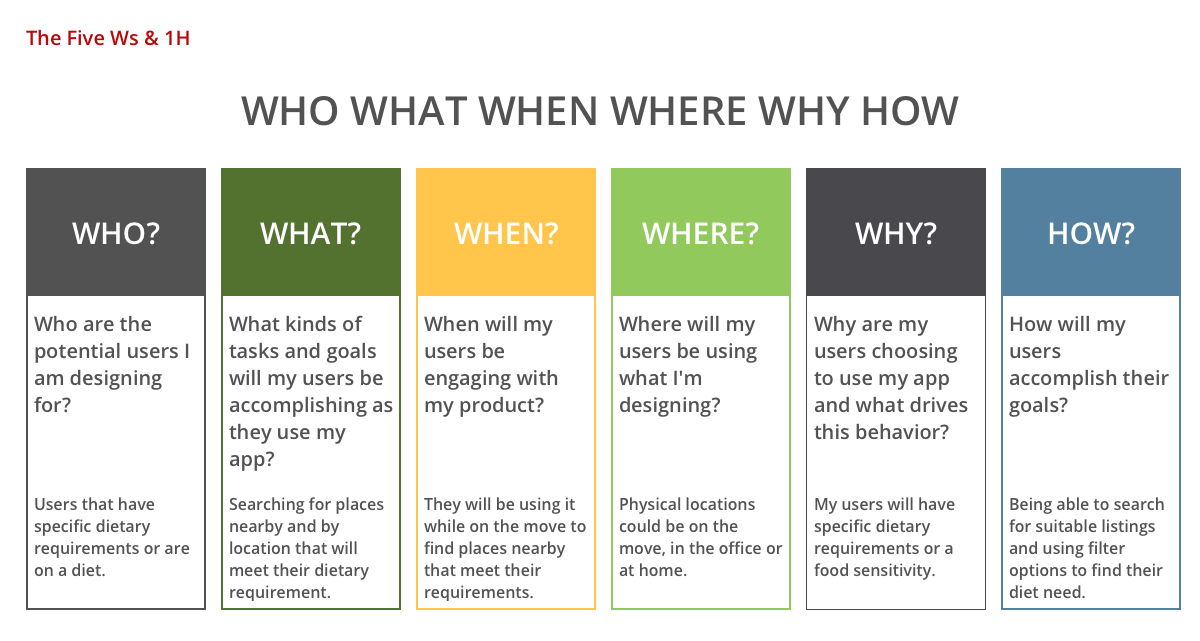 The Five Ws & 1H
WHO WHAT WHEN WHERE WHY HOW
WHO?
Who are the
potential users I
am designing
for?
Users that have
specific dietary
requirements or are
on a diet.
WHAT?
What kinds of
tasks and goals
will my users be
accomplishing as
they use my
app?
Searching for places
nearby and by
location that will
meet their dietary
requirement.
WHEN?
When will my
users be
engaging with
my product?
They will be using it
while on the move to
find places nearby
that meet their
requirements.
WHERE?
Where will my
users be using
what I'm
designing?
Physical locations
could be on the
move, in the office or
at home.
WHY?
Why are my
users choosing
to use my app
and what drives
this behavior?
My users will have
specific dietary
requirements or a
food sensitivity.
HOW?
How will my
users
accomplish their
goals?
Being able to search
for suitable listings
and using filter
options to find their
diet need.